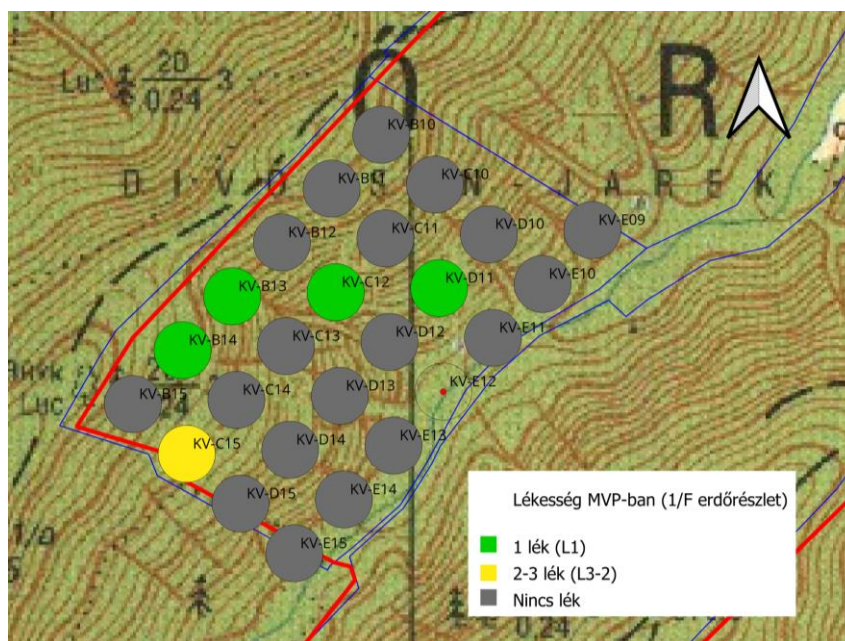 20
Luc 3
0.24
R
KV-B10
KV-B11
KV-C10
D I V
N - J A R E K
KV-B12
KV-C11
KV-D10
KV-E09
KV-B13
KV-C12
KV-D11
KV-E10
KV-B14
KV-C13
KV-D12
KV-E11
KV-B15
KV-C14
KV-D13
KV-E12
Luc 24
KV-C15
KV-D14
KV-E13
KV-D15
KV-E14
KV-E15
Lékesség MVP-ban (1/F erdőrészlet)
1 lék (L1)
2-3 lék (L3-2)
Nincs lék
0.24